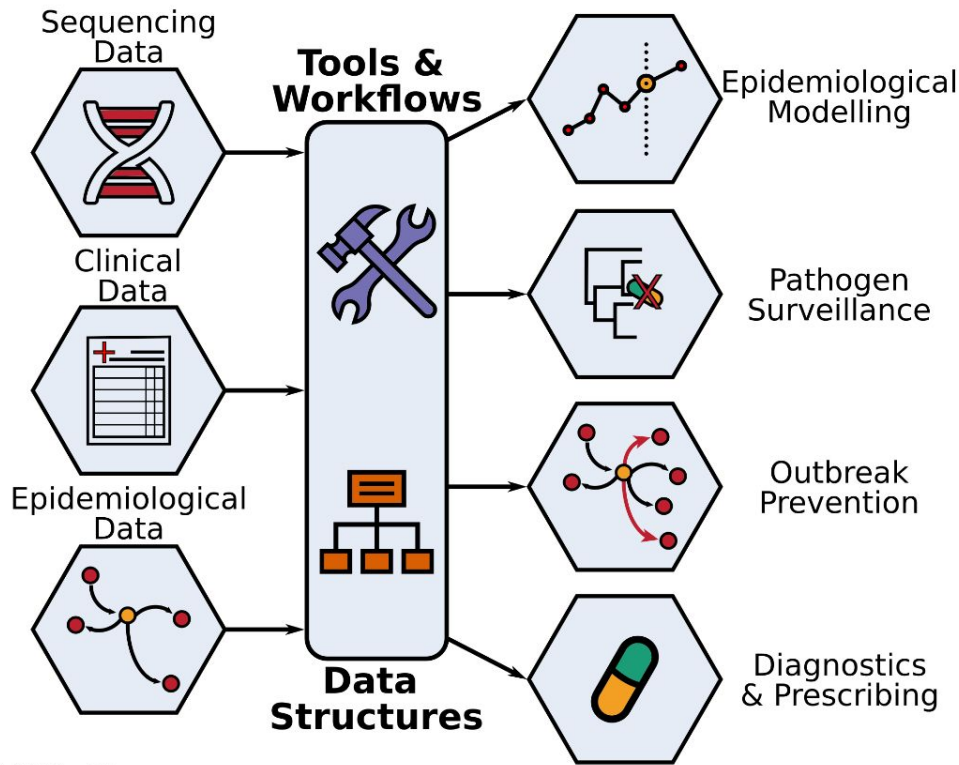 Sequencing
Data
Clinical
Data
Epidemiological
Data
Tools &
Workflows
Data
Structures
Epidemiological
Modelling
Pathogen
Surveillance
Outbreak
Prevention
Diagnostics
& Prescribing